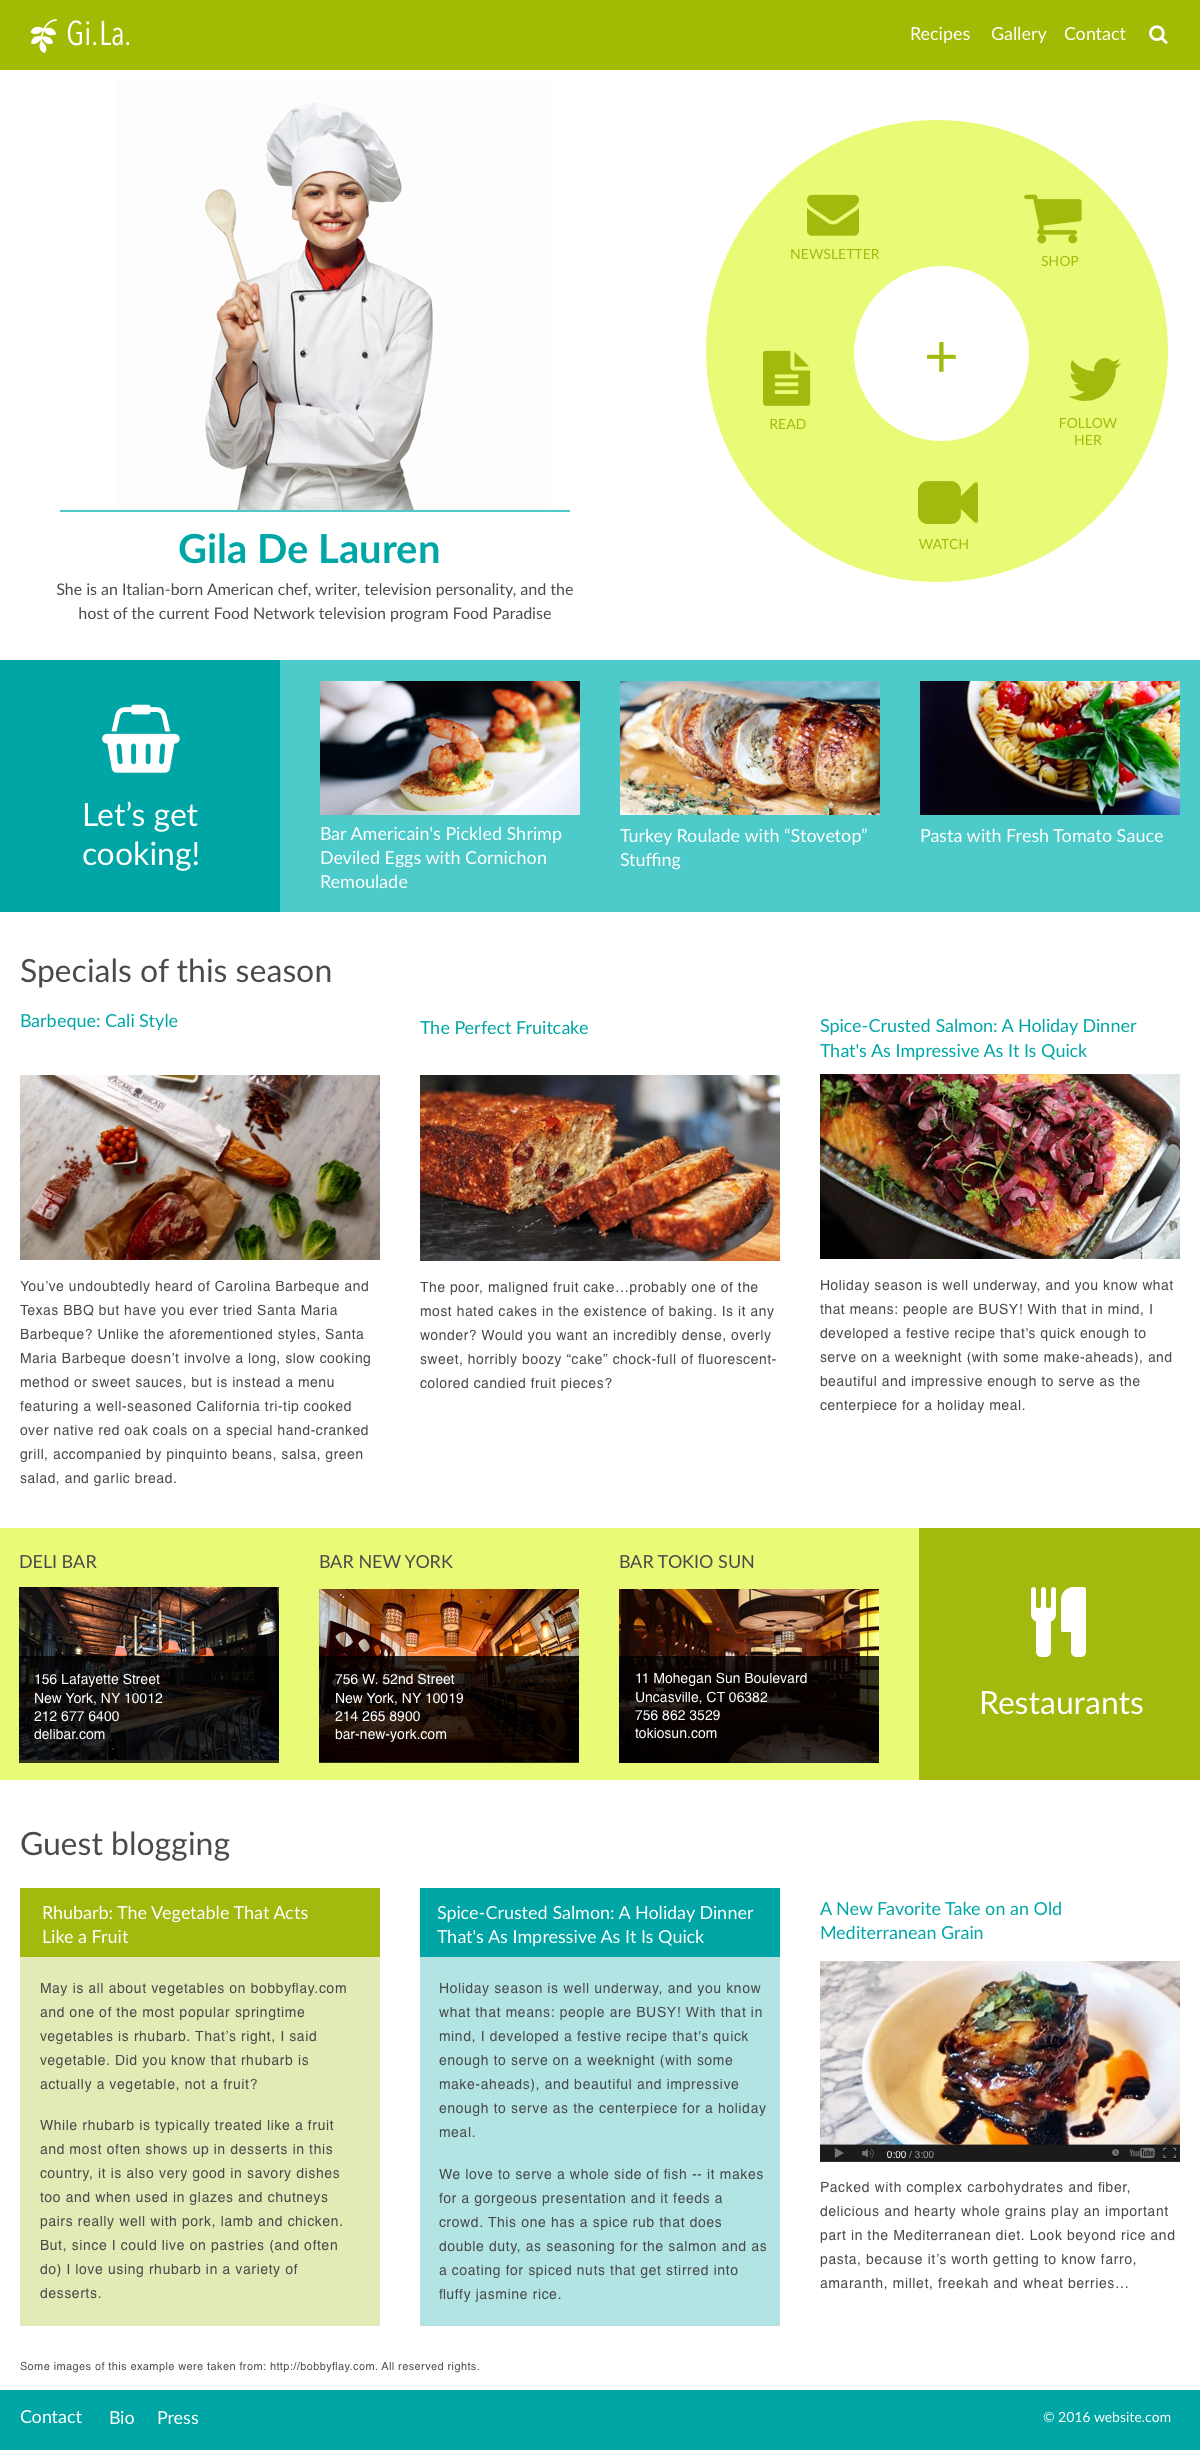 Gi.La.
Recipes
Gallery
Contact
NEWSLETTER
SHOP
READ
+
FOLLOW
HER
WATCH
Gila De Lauren
She is an Italian-born American chef, writer, television personality, and the
host of the current Food Network television program Food Paradise
Let’s get
cooking!
Bar Americain's Pickled Shrimp
Deviled Eggs with Cornichon
Remoulade
Turkey Roulade with “Stovetop”
Stuffing
Pasta with Fresh Tomato Sauce
Specials of this season
Barbeque: Cali Style
You’ve undoubtedly heard of Carolina Barbeque and
Texas BBQ but have you ever tried Santa Maria
Barbeque? Unlike the aforementioned styles, Santa
Maria Barbeque doesn’t involve a long, slow cooking
method or sweet sauces, but is instead a menu
featuring a well-seasoned California tri-tip cooked
over native red oak coals on a special hand-cranked
grill, accompanied by pinquinto beans, salsa, green
salad, and garlic bread.
The Perfect Fruitcake
The poor, maligned fruit cake…probably one of the
most hated cakes in the existence of baking. Is it any
wonder? Would you want an incredibly dense, overly
sweet, horribly boozy “cake” chock-full of fluorescent-
colored candied fruit pieces?
Spice-Crusted Salmon: A Holiday Dinner
That's As Impressive As It Is Quick
Holiday season is well underway, and you know what
that means: people are BUSY! With that in mind, I
developed a festive recipe that's quick enough to
serve on a weeknight (with some make-aheads), and
beautiful and impressive enough to serve as the
centerpiece for a holiday meal.
DELI BAR
156 Lafayette Street
New York, NY 10012
212 677 6400
delibar.com
BAR NEW YORK
756 W. 52nd Street
New York, NY 10019
214 265 8900
bar-new-york.com
BAR TOKIO SUN
11 Mohegan Sun Boulevard
Uncasville, CT 06382
756 862 3529
tokiosun.com
Restaurants
Guest blogging
Rhubarb: The Vegetable That Acts
Like a Fruit
May is all about vegetables on bobbyflay.com
and one of the most popular springtime
vegetables is rhubarb. That’s right, I said
vegetable. Did you know that rhubarb is
actually a vegetable, not a fruit?
While rhubarb is typically treated like a fruit
and most often shows up in desserts in this
country, it is also very good in savory dishes
too and when used in glazes and chutneys
pairs really well with pork, lamb and chicken.
But, since I could live on pastries (and often
do) I love using rhubarb in a variety of
desserts.
Spice-Crusted Salmon: A Holiday Dinner
That's As Impressive As It Is Quick
Holiday season is well underway, and you know
what that means: people are BUSY! With that in
mind, I developed a festive recipe that's quick
enough to serve on a weeknight (with some
make-aheads), and beautiful and impressive
enough to serve as the centerpiece for a holiday
meal.
We love to serve a whole side of fish -- it makes
for a gorgeous presentation and it feeds a
crowd. This one has a spice rub that does
double duty, as seasoning for the salmon and as
a coating for spiced nuts that get stirred into
fluffy jasmine rice.
A New Favorite Take on an Old
Mediterranean Grain
0:00 / 3:00
YouTube
Packed with complex carbohydrates and fiber,
delicious and hearty whole grains play an important
part in the Mediterranean diet. Look beyond rice and
pasta, because it’s worth getting to know farro,
amaranth, millet, freekah and wheat berries…
Some images of this example were taken from: http://bobbyflay.com. All reserved rights.
Contact
Bio
Press
© 2016 website.com